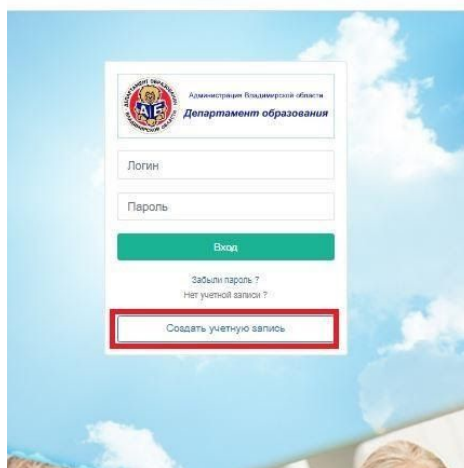 Администрация Владимирской области
Департамент образования
Логин
Пароль
Вход
Забыли пароль ?
Нет учетной записи ?
Создать учетную запись